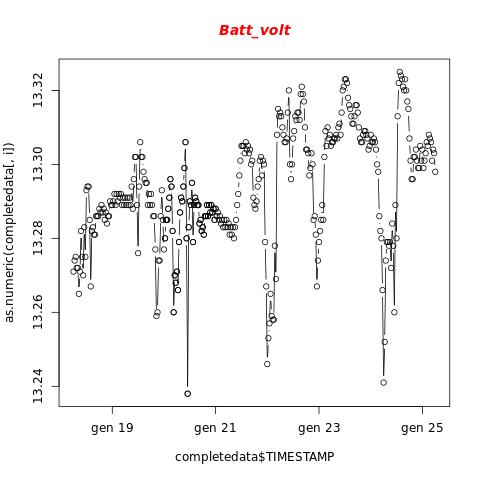 Batt_volt
as.numeric(completedata[, i])
13.32
13.30
13.28
13.26
13.24
gen 19
gen 21
gen 23
gen 25
completedata$TIMESTAMP